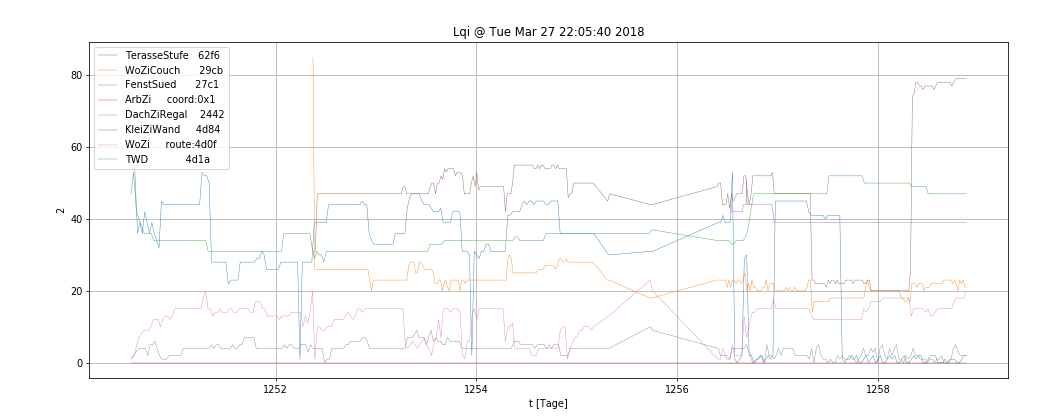 Lqi @ Tue Mar 27 22:05:40 2018
TerasseStufe 62f6
WoZiCouch 29cb
FenstSued 27c1
ArbZi coord:0x1
DachZiRegal 2442
KleiZiWand 4d84
WoZi route:4d0f
TWD 4d1a
80
60
40
20
0
2
1252 1254 1256 1258
t [Tage]